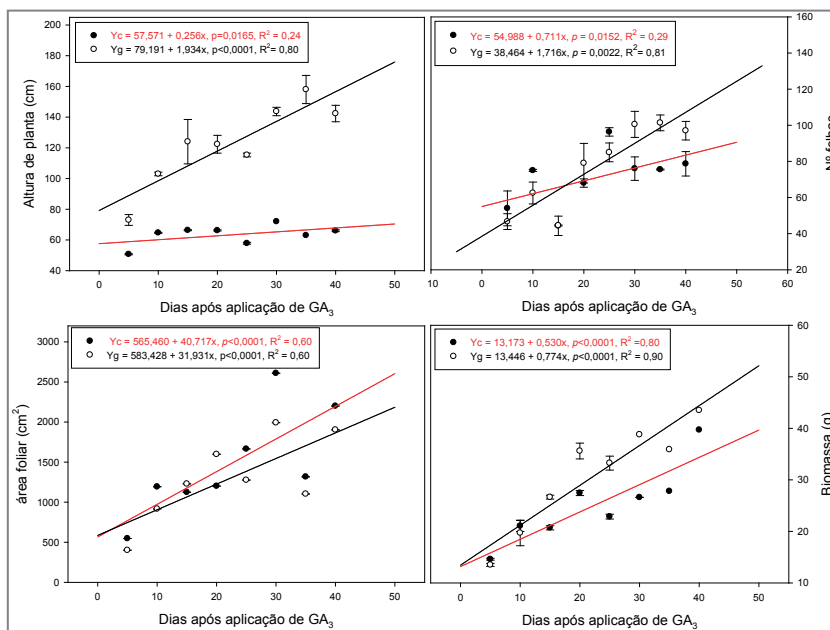 Yc = 57,571 + 0,256x, p=0,0165, R² = 0,24
Yg = 79,191 + 1,934x, p<0,0001, R²= 0,80
Altura de planta (cm)
200
180
160
140
120
100
80
60
40
0 10 20 30 40 50
Dias após aplicação de GA₃
Yc = 54,988 + 0,711x, p = 0,0152, R² = 0,29
Yg = 38,464 + 1,716x, p = 0,0022, R² = 0,81
160
140
120
100
80
60
40
20
Nº folhas
10 0 10 20 30 40 50 60
Dias após aplicação de GA₃
Yc = 565,460 + 40,717x, p<0,0001, R² = 0,60
Yg = 583,428 + 31,931x, p<0,0001, R² = 0,60
área foliar (cm²)
3000
2500
2000
1500
1000
500
0
0 10 20 30 40 50
Dias após aplicação de GA₃
Yc = 13,173 + 0,530x, p<0,0001, R² =0,80
Yg = 13,446 + 0,774x, p<0,0001, R² = 0,90
60
50
40
30
20
10
Biomassa (g)
0 10 20 30 40 50
Dias após aplicação de GA₃